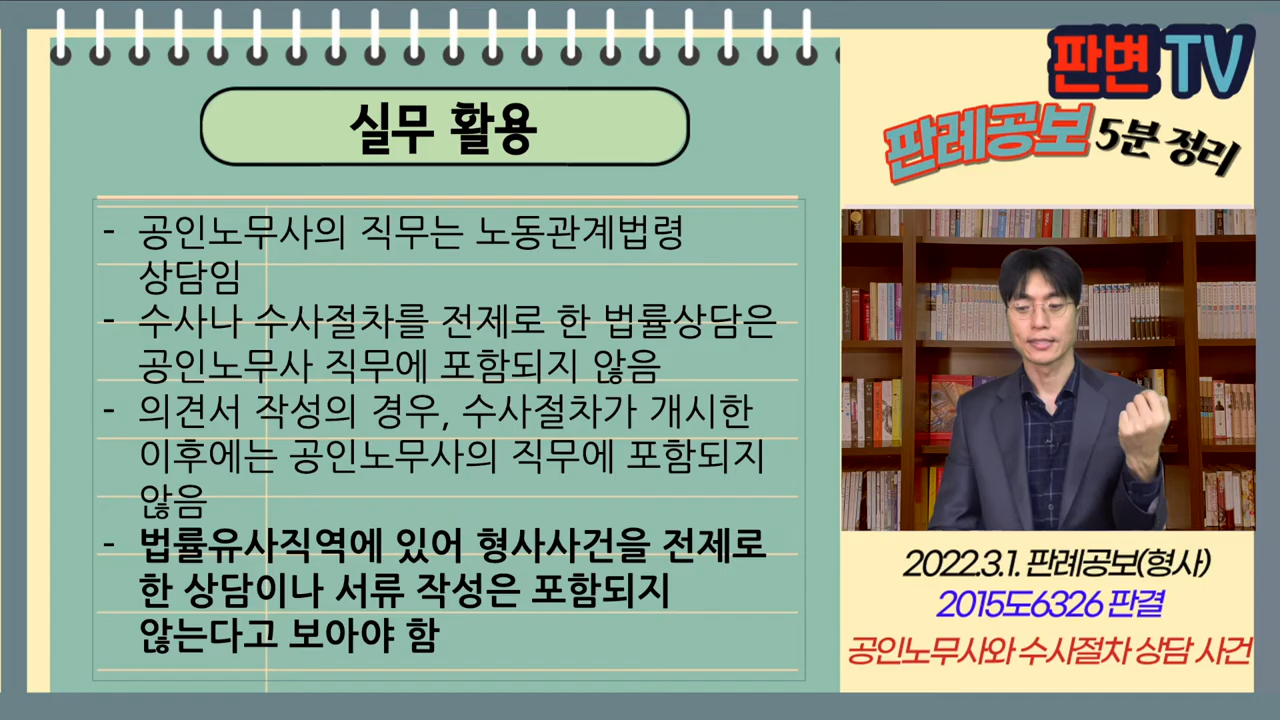 실무 활용
- 공인노무사의 직무는 노동관계법령
상담임
- 수사나 수사절차를 전제로 한 법률상담은
공인노무사 직무에 포함되지 않음
- 의견서 작성의 경우, 수사절차가 개시한
이후에는 공인노무사의 직무에 포함되지
않음
- 법률유사직역에 있어 형사사건을 전제로
한 상담이나 서류 작성은 포함되지
않는다고 보아야 함
판변 TV
판례공보 5분 정리
2022.3.1. 판례공보(형사)
2015도6326 판결
공인노무사와 수사절차 상담 사건